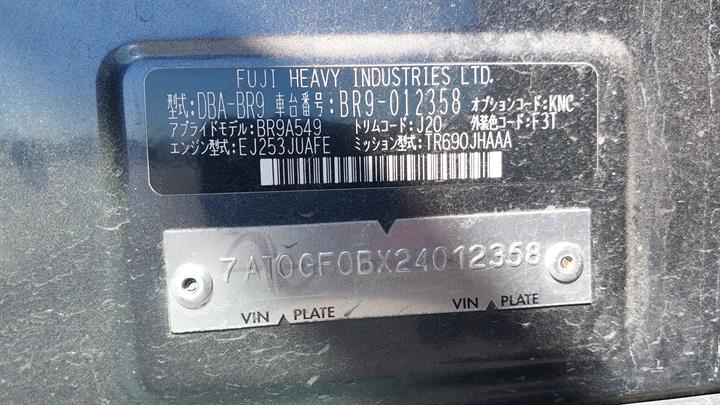 FUJI HEAVY INDUSTRIES LTD.
型式:DBA-BR9 車台番号:BR9-012358 オプションコード:KNC-
アプライドモデル:BR9A549 トリムコード:J20 外装色コード:F3T
エンジン型式:EJ253JUAFE ミッション型式:TR690JHAAA
7AT0GF0BX24012358
VIN PLATE VIN PLATE